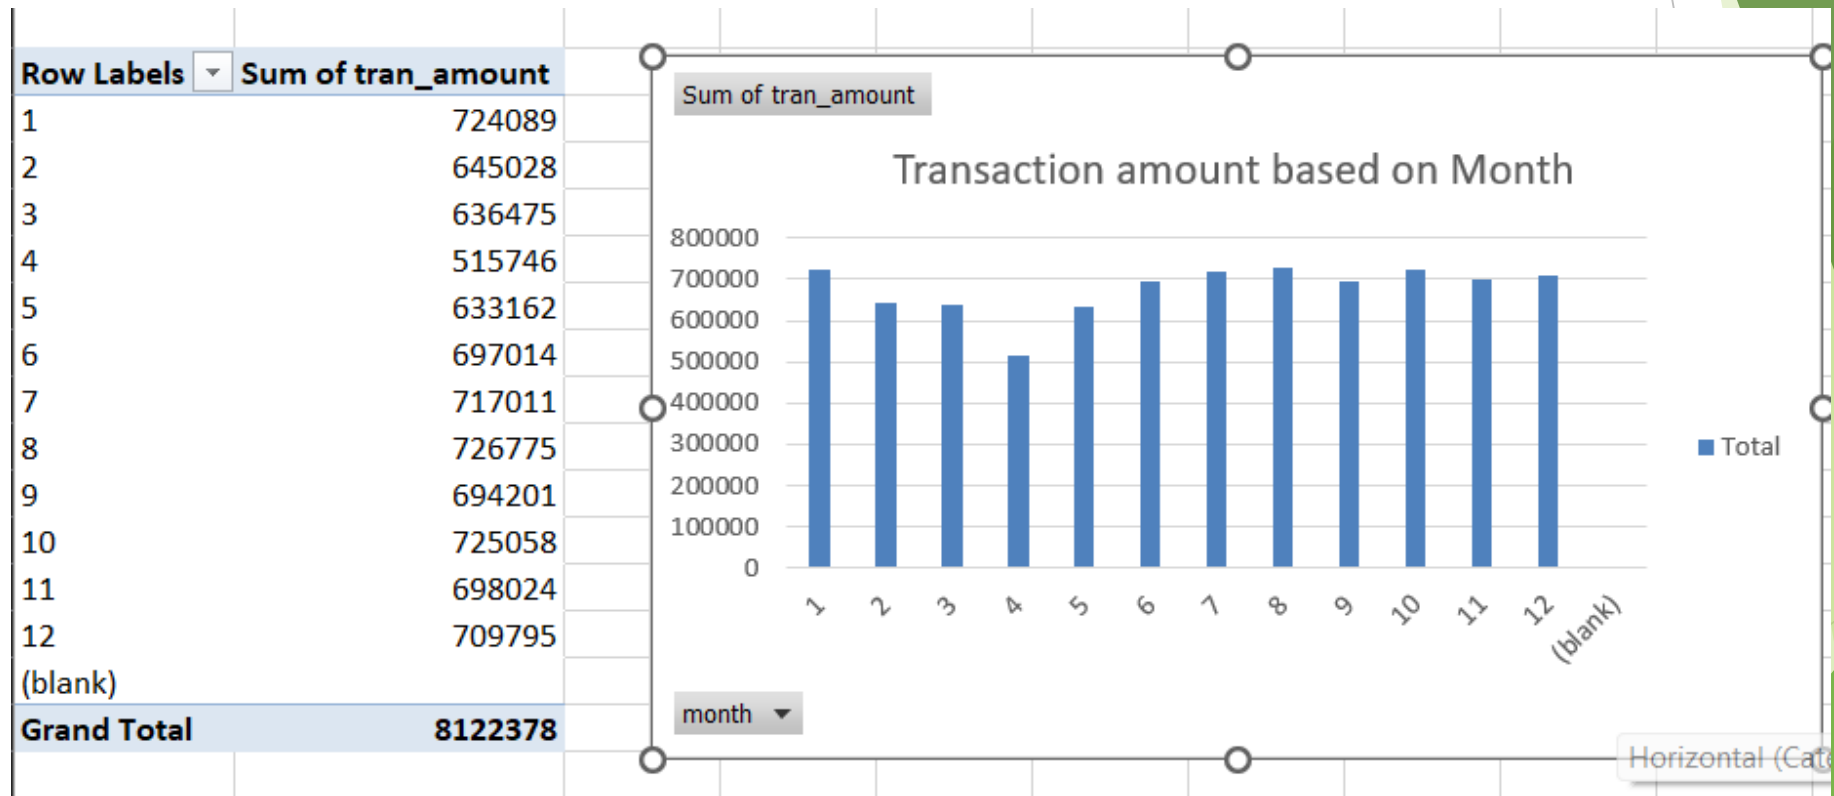 Row Labels Sum of tran_amount
1 724089
2 645028
3 636475
4 515746
5 633162
6 697014
7 717011
8 726775
9 694201
10 725058
11 698024
12 709795
(blank)
Grand Total 8122378
Sum of tran_amount
Transaction amount based on Month
800000
700000
600000
500000
400000
300000
200000
100000
0
1 2 3 4 5 6 7 8 9 10 11 12 (blank)
Total
month
Horizontal (Cate